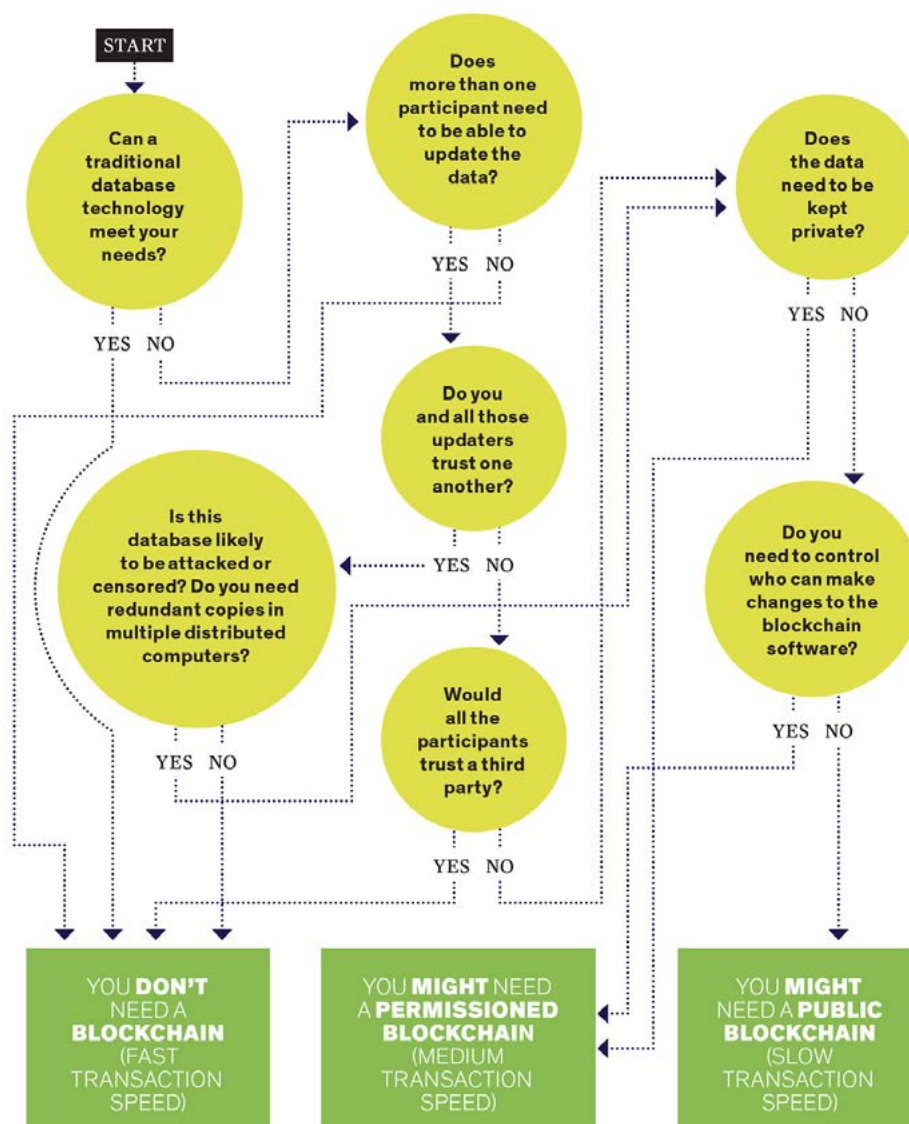 START
Can a
traditional
database
technology
meet your
needs?
YES NO
Does
more than one
participant need
to be able to
update the
data?
YES NO
Does
the data
need to be
kept
private?
YES NO
Do you
and all those
updaters
trust one
another?
YES NO
Is this
database likely
to be attacked or
censored? Do you need
redundant copies in
multiple distributed
computers?
YES NO
Would
all the
participants
trust a third
party?
YES NO
Do you
need to control
who can make
changes to the
blockchain
software?
YES NO
YOU DON'T
NEED A
BLOCKCHAIN
(FAST
TRANSACTION
SPEED)
YOU MIGHT NEED
A PERMISSIONED
BLOCKCHAIN
(MEDIUM
TRANSACTION
SPEED)
YOU MIGHT
NEED A PUBLIC
BLOCKCHAIN
(SLOW
TRANSACTION
SPEED)